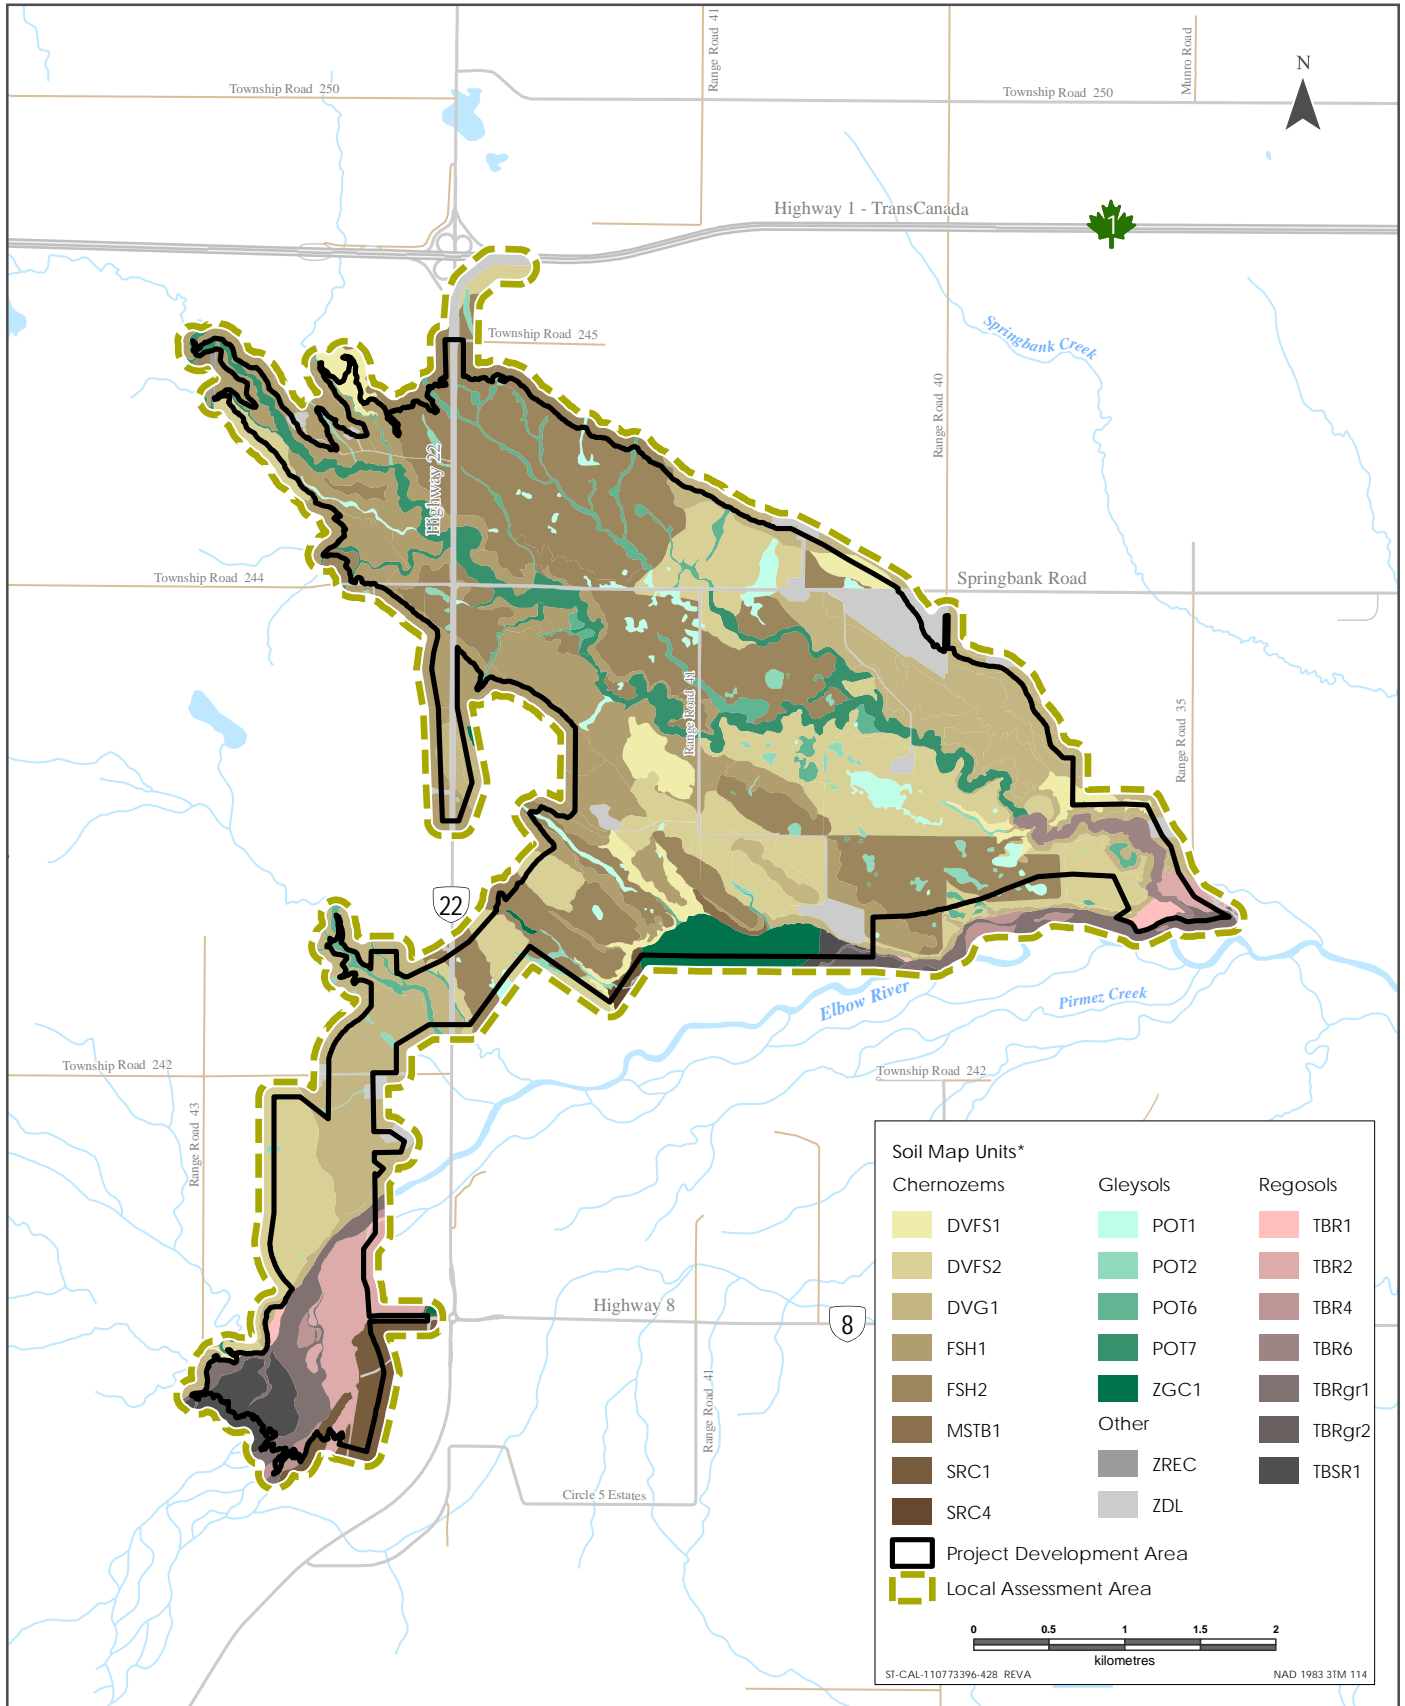 Range Road 41
Munro Road
N
Township Road 250
Township Road 250
Highway 1 - TransCanada
1
Springbank Creek
Township Road 245
Range Road 40
Highway 22
Township Road 244
Springbank Road
Range Road 41
Range Road 35
22
Elbow River
Pirmez Creek
Township Road 242
Township Road 242
Range Road 43
Highway 8
8
Range Road 41
Circle 5 Estates
Soil Map Units*
Chernozems
DVFS1
DVFS2
DVG1
FSH1
FSH2
MSTB1
SRC1
SRC4
Gleysols
POT1
POT2
POT6
POT7
ZGC1
Other
ZREC
ZDL
Regosols
TBR1
TBR2
TBR4
TBR6
TBRgr1
TBRgr2
TBSR1
Project Development Area
Local Assessment Area
0 0.5 1 1.5 2
kilometres
ST-CAL-110773396-428 REVA
NAD 1983 3TM 114